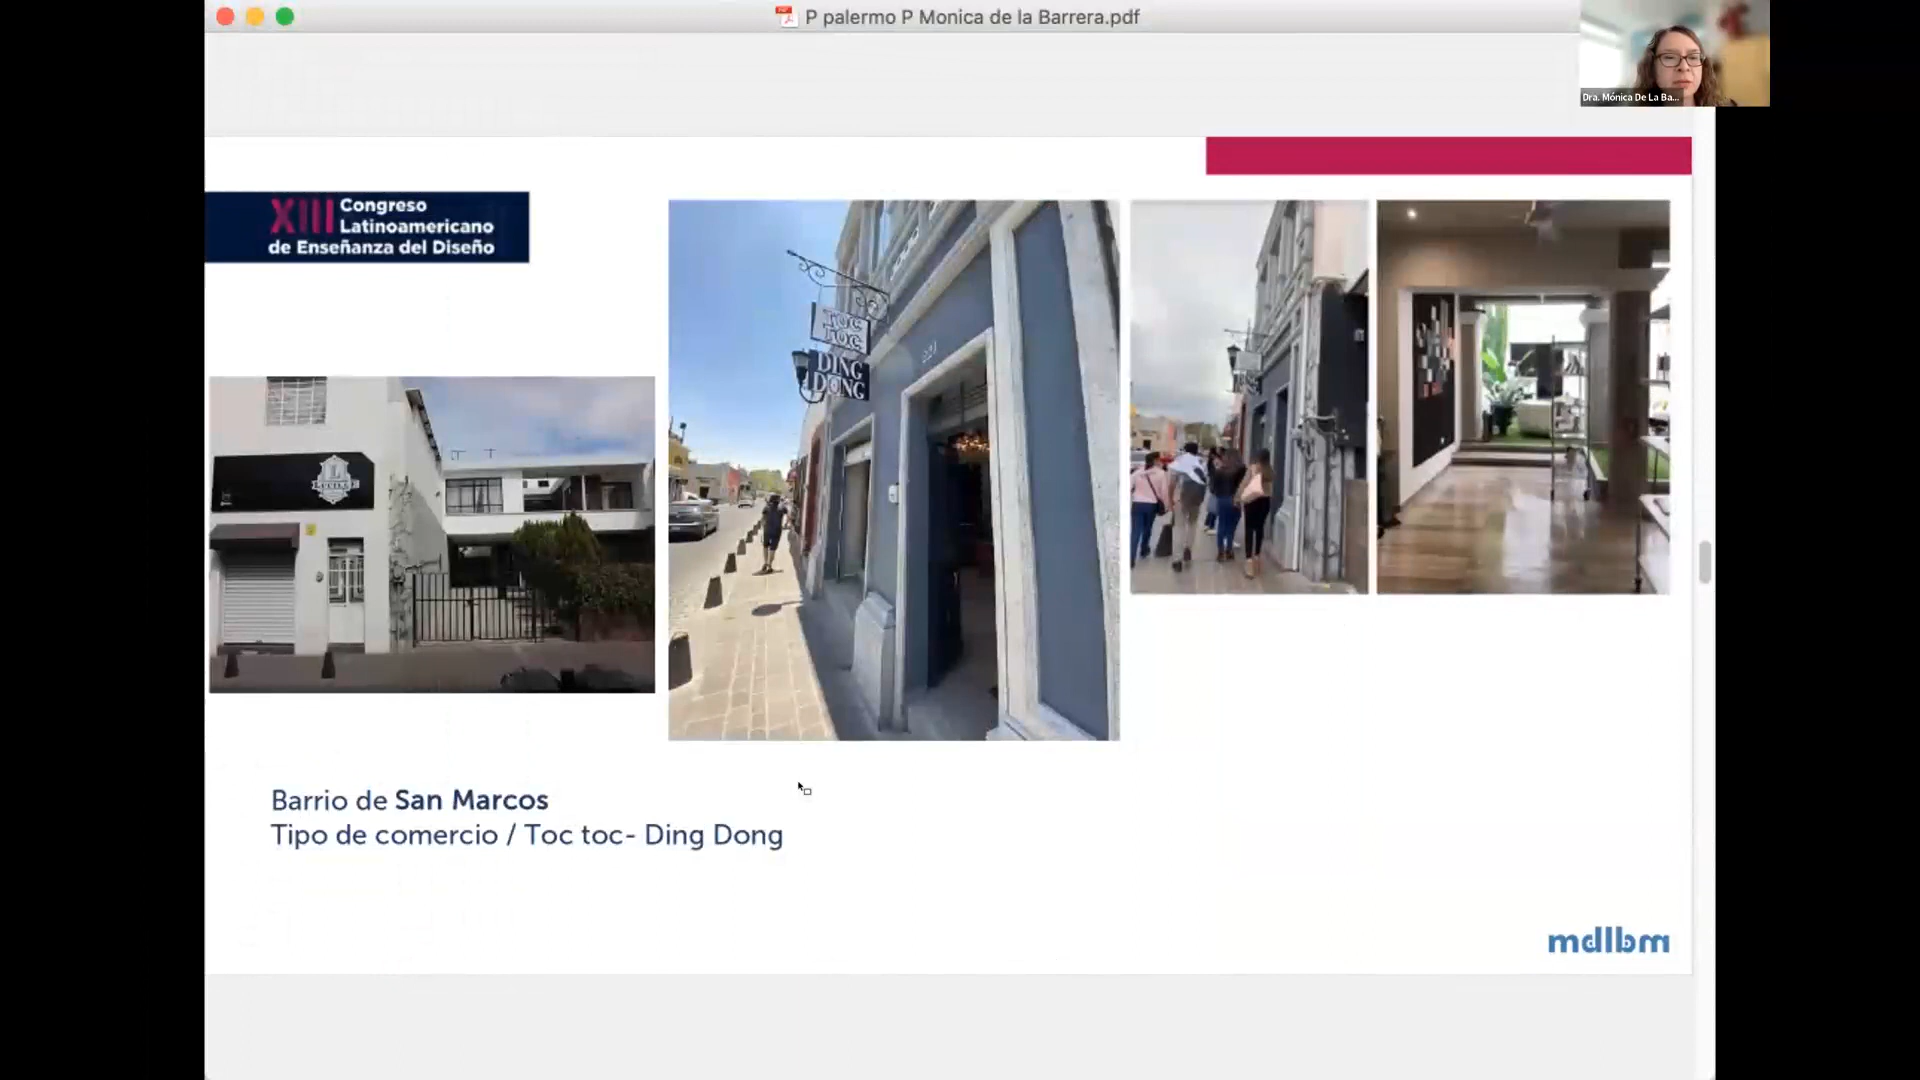 P palermo P Monica de la Barrera.pdf
Dra. Mónica De La Ba...
XIII Congreso
Latinoamericano
de Enseñanza del Diseño
TOC
TOC
DING
DONG
Barrio de San Marcos
Tipo de comercio / Toc toc- Ding Dong
mdlbm